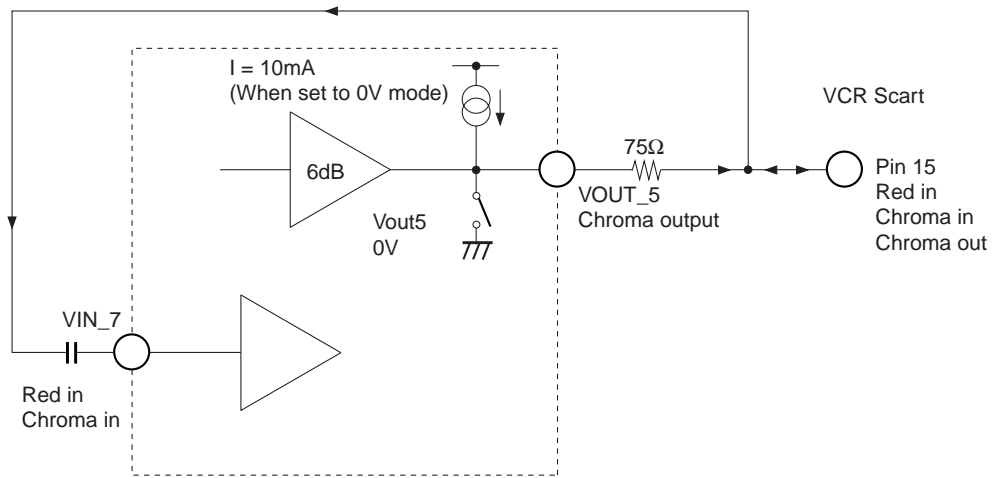 I = 10mA
(When set to 0V mode)
VCR Scart
75Ω
6dB
Pin 15
Red in
Chroma in
Chroma out
VOUT_5
Chroma output
Vout5
0V
VIN_7
Red in
Chroma in